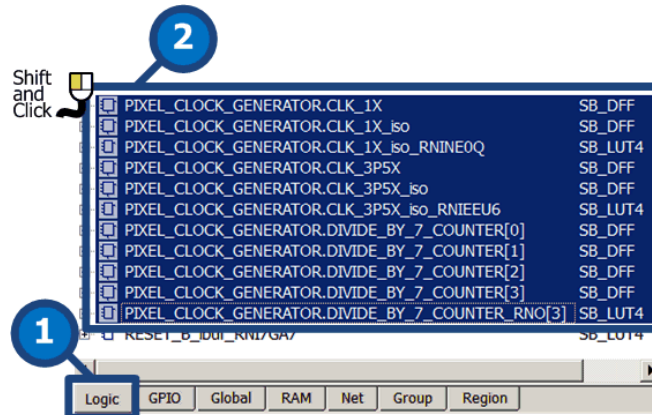 2
Shift
and
Click
PIXEL_CLOCK_GENERATOR.CLK_1X SB_DFF
PIXEL_CLOCK_GENERATOR.CLK_1X_iso SB_DFF
PIXEL_CLOCK_GENERATOR.CLK_1X_iso_RNINE0Q SB_LUT4
PIXEL_CLOCK_GENERATOR.CLK_3P5X SB_DFF
PIXEL_CLOCK_GENERATOR.CLK_3P5X_iso SB_DFF
PIXEL_CLOCK_GENERATOR.CLK_3P5X_iso_RNIEEU6 SB_LUT4
PIXEL_CLOCK_GENERATOR.DIVIDE_BY_7_COUNTER[0] SB_DFF
PIXEL_CLOCK_GENERATOR.DIVIDE_BY_7_COUNTER[1] SB_DFF
PIXEL_CLOCK_GENERATOR.DIVIDE_BY_7_COUNTER[2] SB_DFF
PIXEL_CLOCK_GENERATOR.DIVIDE_BY_7_COUNTER[3] SB_DFF
PIXEL_CLOCK_GENERATOR.DIVIDE_BY_7_COUNTER_RNO[3] SB_LUT4
1
RESET_B_ibuf_RNI7GA7 SB_LUT4
Logic GPIO Global RAM Net Group Region